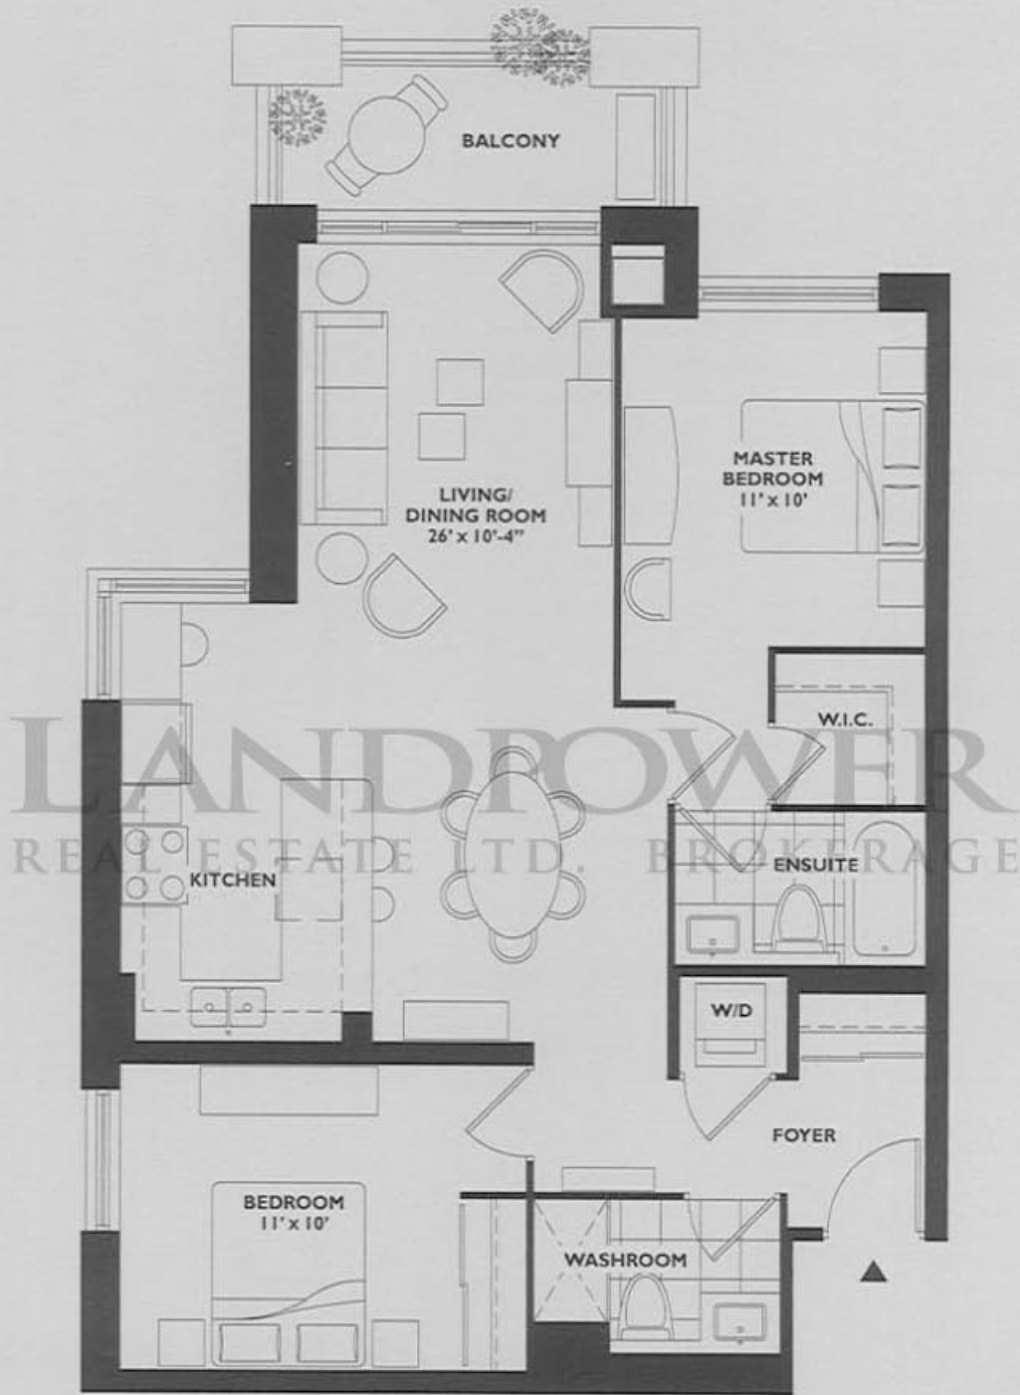 BALCONY
LIVING/
DINING ROOM
26' x 10'-4"
MASTER
BEDROOM
11' x 10'
W.I.C.
LANDPOWER
REAL ESTATE LTD. BROKERAGE
KITCHEN
ENSUITE
W/D
FOYER
BEDROOM
11' x 10'
WASHROOM